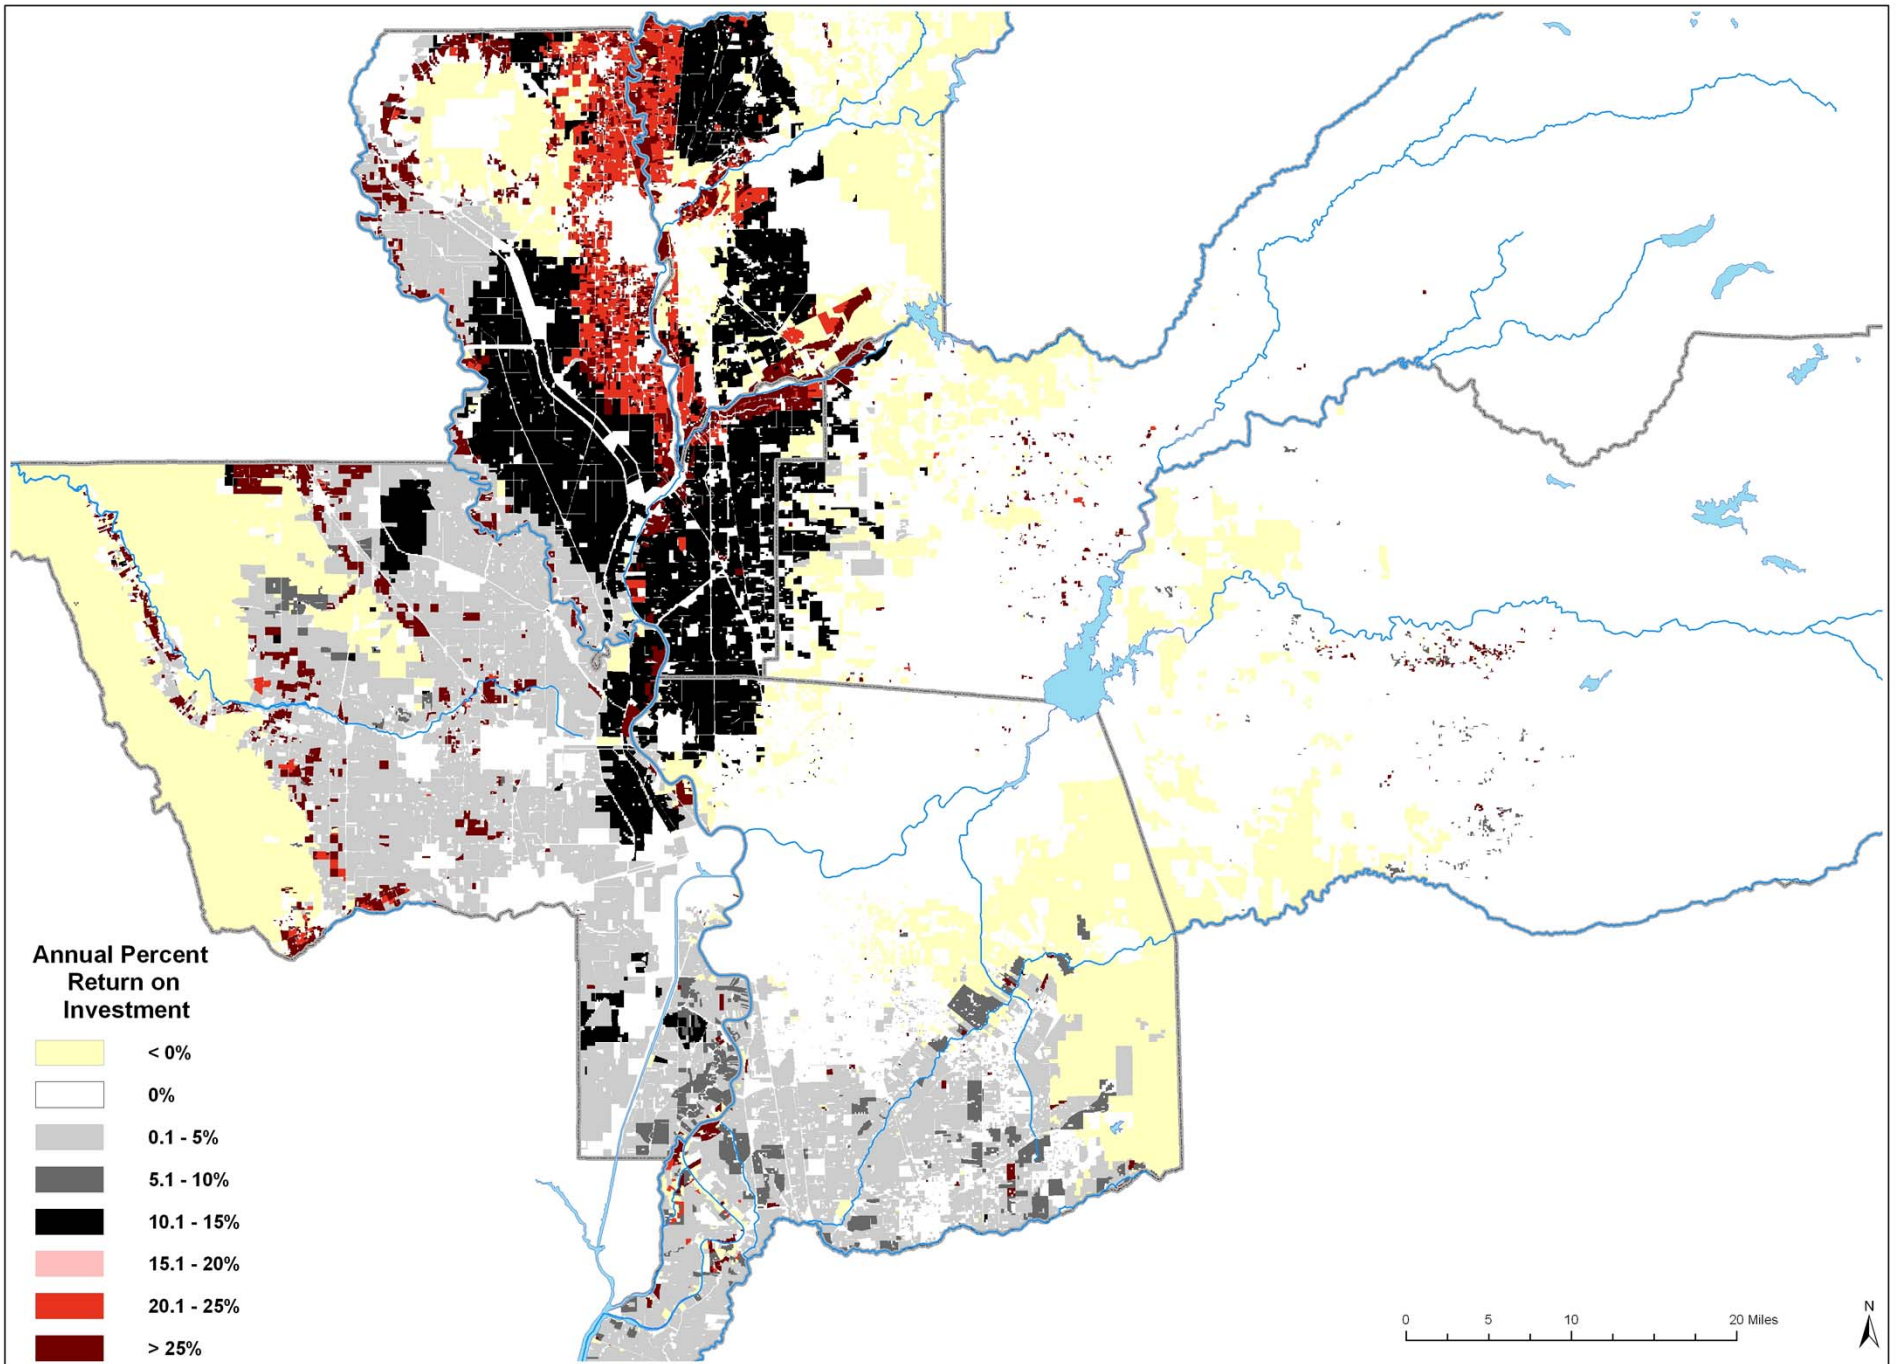 Annual Percent
Return on
Investment
< 0%
0%
0.1 - 5%
5.1 - 10%
10.1 - 15%
15.1 - 20%
20.1 - 25%
> 25%
0 5 10 20 Miles
N